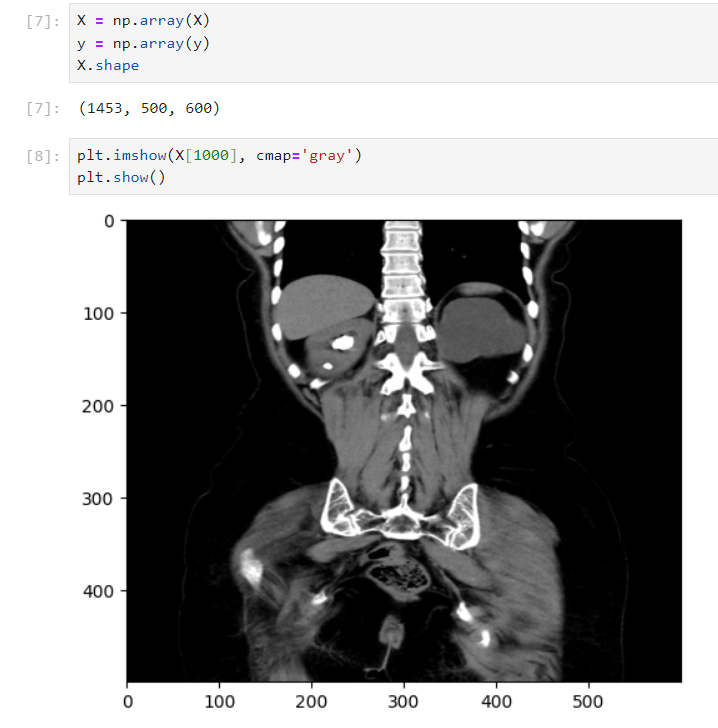 [7]: X = np.array(X)
y = np.array(y)
X.shape
[7]: (1453, 500, 600)
[8]: plt.imshow(X[1000], cmap='gray')
plt.show()
0
100
200
300
400
0 100 200 300 400 500